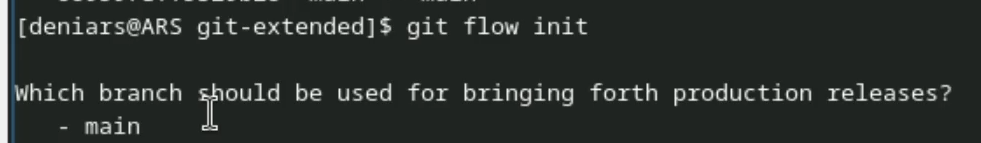 [deniars@ARS git-extended]$ git flow init
Which branch should be used for bringing forth production releases?
- main